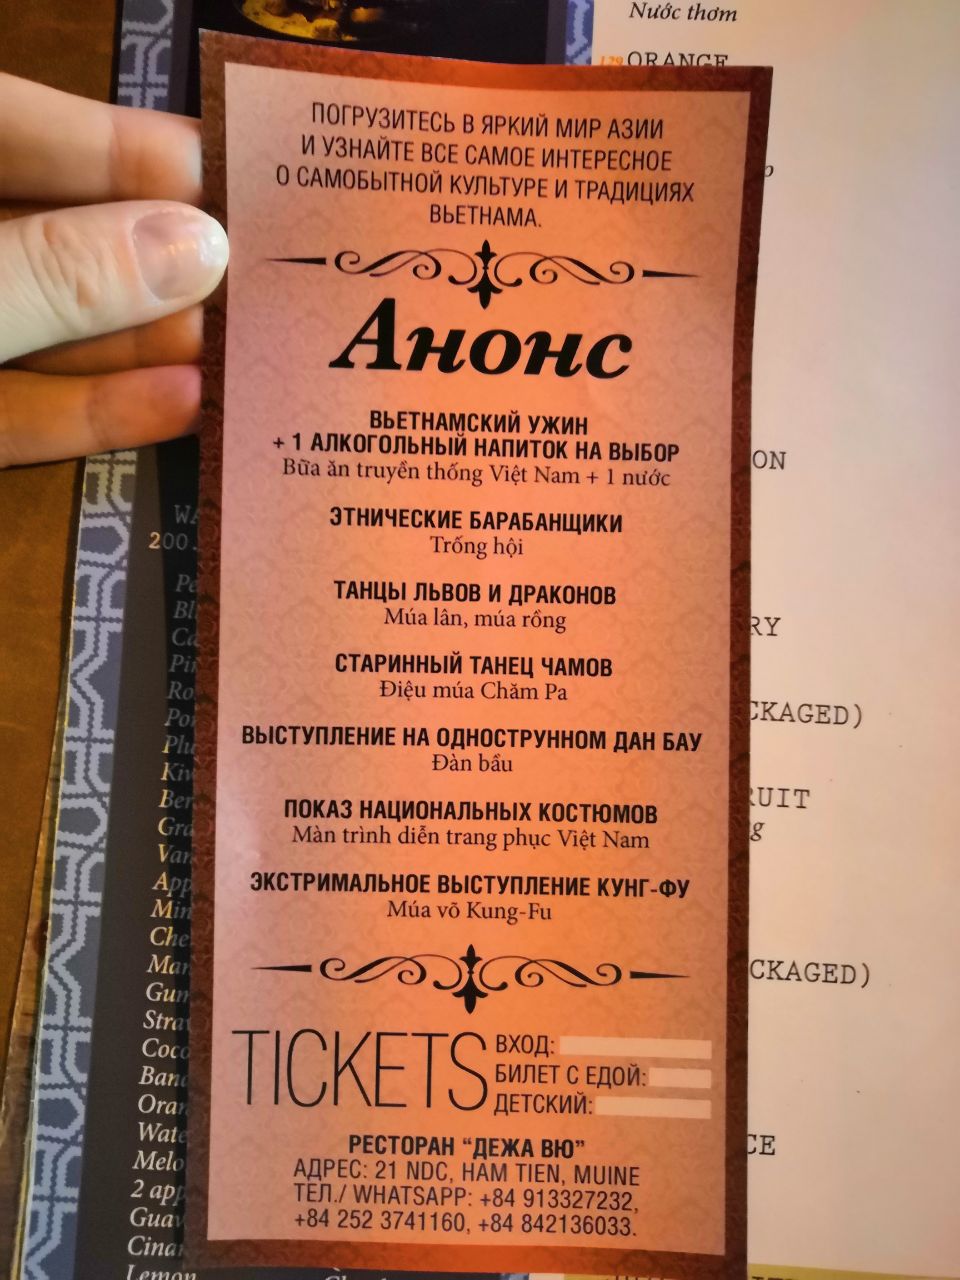 Nước thơm
129 ORANGE
ПОГРУЗИТЕСЬ В ЯРКИЙ МИР АЗИИ
И УЗНАЙТЕ ВСЕ САМОЕ ИНТЕРЕСНОЕ
О САМОБЫТНОЙ КУЛЬТУРЕ И ТРАДИЦИЯХ
ВЬЕТНАМА.
Анонс
ВЬЕТНАМСКИЙ УЖИН
+ 1 АЛКОГОЛЬНЫЙ НАПИТОК НА ВЫБОР
Bữa ăn truyền thống Việt Nam + 1 nước
ЭТНИЧЕСКИЕ БАРАБАНЩИКИ
Trống hội
ТАНЦЫ ЛЬВОВ И ДРАКОНОВ
Múa lân, múa rồng
СТАРИННЫЙ ТАНЕЦ ЧАМОВ
Điệu múa Chăm Pa
ВЫСТУПЛЕНИЕ НА ОДНОСТРУННОМ ДАН БАУ
Đàn bầu
ПОКАЗ НАЦИОНАЛЬНЫХ КОСТЮМОВ
Màn trình diễn trang phục Việt Nam
ЭКСТРИМАЛЬНОЕ ВЫСТУПЛЕНИЕ КУНГ-ФУ
Múa võ Kung-Fu
TICKETS
ВХОД:
БИЛЕТ С ЕДОЙ:
ДЕТСКИЙ:
РЕСТОРАН “ДЕЖА ВЮ”
АДРЕС: 21 NDC, HAM TIEN, MUINE
ТЕЛ./ WHATSAPP: +84 913327232,
+84 252 3741160, +84 842136033.
ON
RY
CKAGED)
RUIT
g
CKAGED)
CE
200.
2 app
Lemon